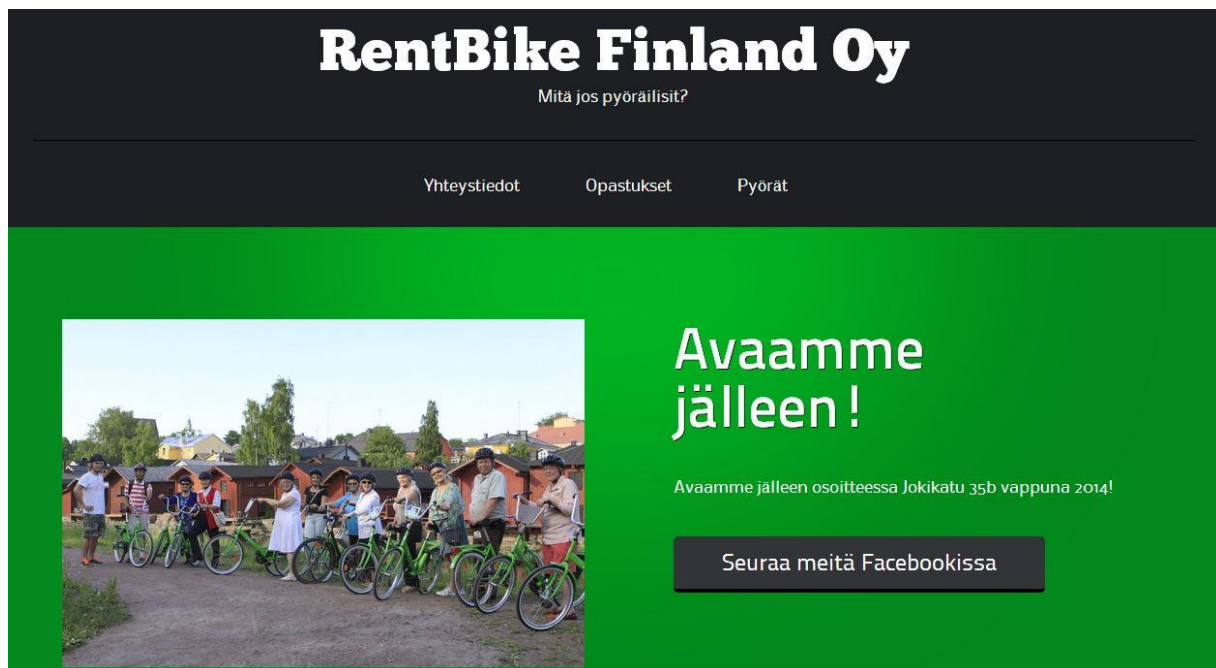 RentBike Finland Oy
Mitä jos pyöräilisit?
Yhteystiedot Opastukset Pyörät
Avaamme
jälleen!
Avaamme jälleen osoitteessa Jokikatu 35b vappuna 2014!
Seuraa meitä Facebookissa